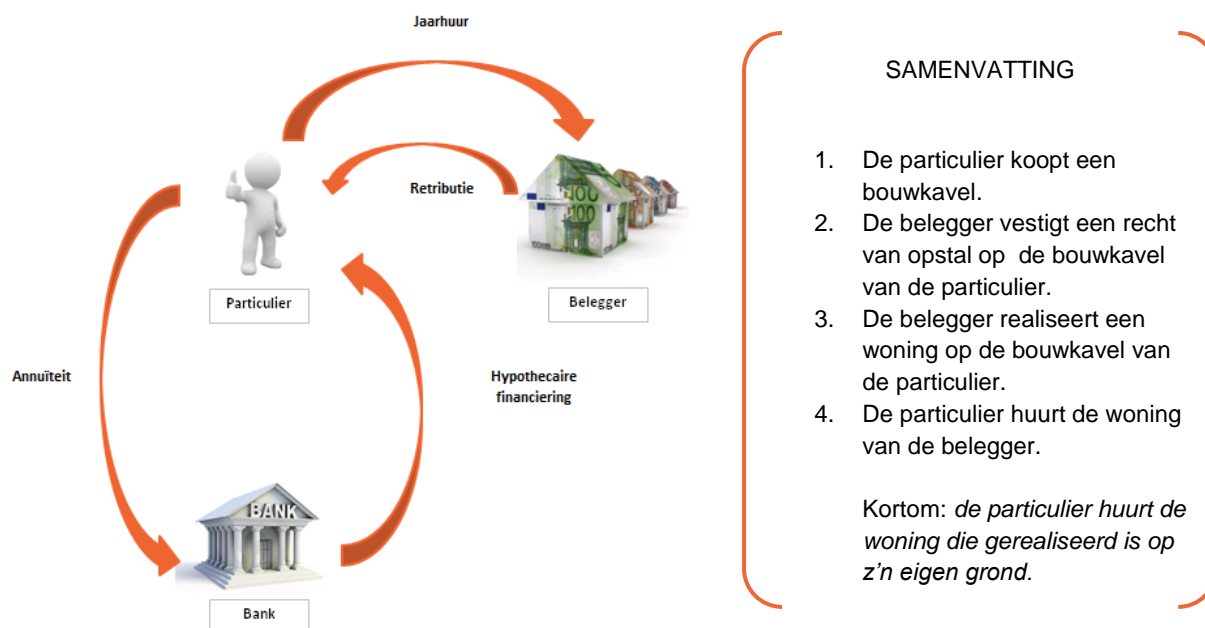 Jaarhuur
Retributie
Particulier
Belegger
Annuïteit
Hypothecaire
financiering
BANK
Bank
100
100
100
SAMENVATTING
1. De particulier koopt een
bouwkavel.
2. De belegger vestigt een recht
van opstal op de bouwkavel
van de particulier.
3. De belegger realiseert een
woning op de bouwkavel van
de particulier.
4. De particulier huurt de woning
van de belegger.
Kortom: de particulier huurt de
woning die gerealiseerd is op
z'n eigen grond.